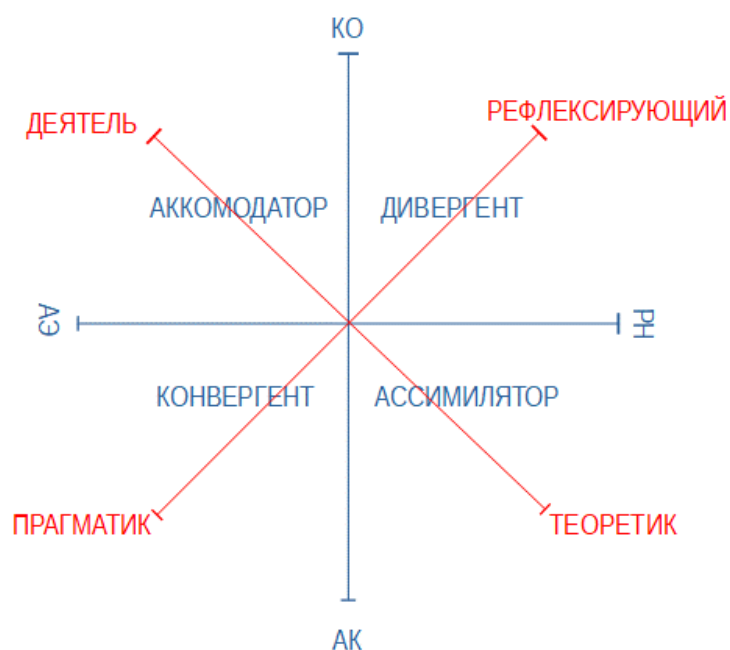 КО
ДЕЯТЕЛЬ
РЕФЛЕКСИРУЮЩИЙ
АККОМОДАТОР
ДИВЕРГЕНТ
АЭ
РН
КОНВЕРГЕНТ
АССИМИЛЯТОР
ПРАГМАТИК
ТЕОРЕТИК
АК